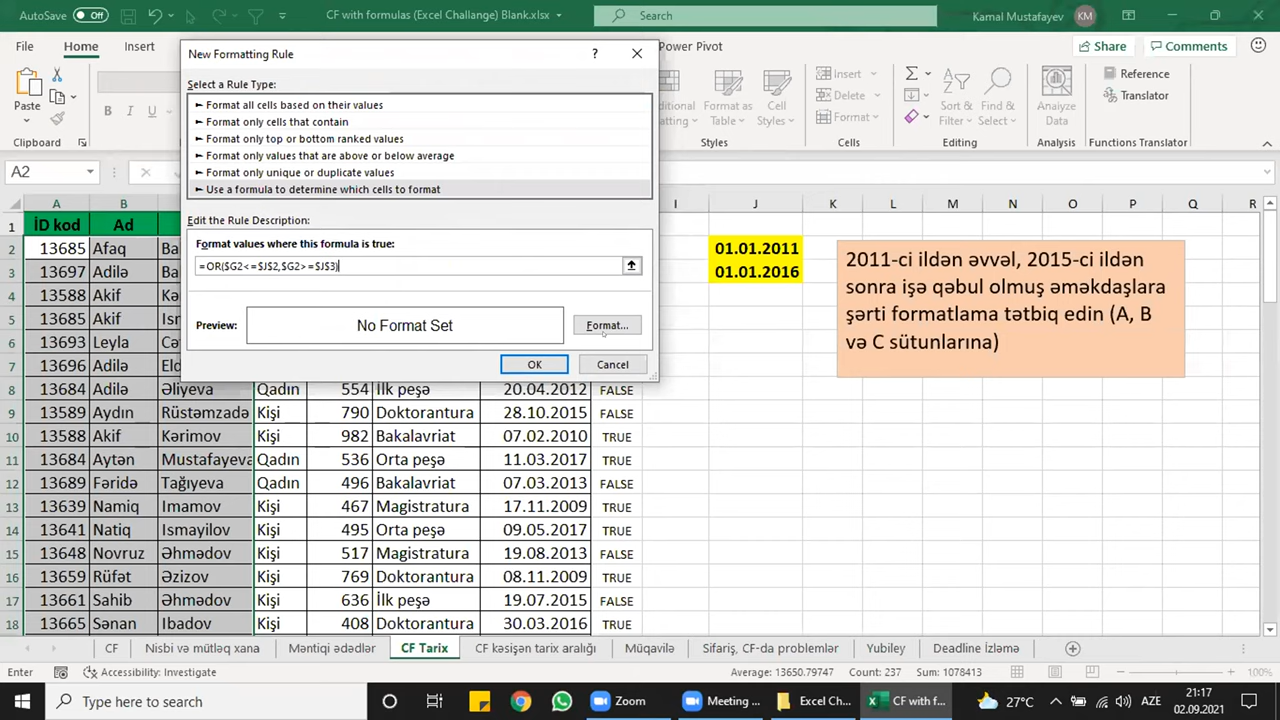 AutoSave Off
CF with formulas (Excel Challange) Blank.xlsx
Search
Kamal Mustafayev KM
File Home Insert
Power Pivot
Share Comments
Paste
B I U
Formatting
Format as
Table
Cell
Styles
Insert
Delete
Format
Sort &
Filter
Find &
Select
Analyze
Data
Reference
Translator
Clipboard
Styles Cells Editing Analysis Functions Translator
A2
New Formatting Rule ?
Select a Rule Type:
► Format all cells based on their values
► Format only cells that contain
► Format only top or bottom ranked values
► Format only values that are above or below average
► Format only unique or duplicate values
► Use a formula to determine which cells to format
Edit the Rule Description:
Format values where this formula is true:
=OR($G2<=$J$2,$G2>=$J$3)
Preview: No Format Set Format...
OK Cancel
A B I J K L M N O P Q R
1 İD kod Ad
2 13685 Afaq Ba 01.01.2011
3 13697 Adilə Ba 01.01.2016
4 13588 Akif Kə
5 13685 Akif Is
6 13693 Leyla Cə
7 13696 Adilə Eld
8 13684 Adilə Əliyeva Qadın 554 İlk peşə 20.04.2012 FALSE
9 13589 Aydın Rüstəmzadə Kişi 790 Doktorantura 28.10.2015 FALSE
10 13588 Akif Kərimov Kişi 982 Bakalavriat 07.02.2010 TRUE
11 13684 Aytən Mustafayeva Qadın 536 Orta peşə 11.03.2017 TRUE
12 13689 Fəridə Tağıyeva Qadın 496 Bakalavriat 07.03.2013 FALSE
13 13506 Namiq Imamov Kişi 467 Magistratura 17.11.2009 TRUE
14 13641 Natiq Ismayilov Kişi 495 Orta peşə 09.05.2017 TRUE
15 13648 Novruz Əhmədov Kişi 517 Magistratura 19.08.2013 FALSE
16 13659 Rüfət Əzizov Kişi 769 Doktorantura 08.11.2009 TRUE
17 13661 Sahib Əhmədov Kişi 636 İlk peşə 19.07.2015 FALSE
18 13665 Sənan Ibadov Kişi 408 Doktorantura 30.03.2016 TRUE
2011-ci ildən əvvəl, 2015-ci ildən
sonra işə qəbul olmuş əməkdaşlara
şərti formatlama tətbiq edin (A, B
və C sütunlarına)
CF Nisbi və mütləq xana Məntiqi ədədlər CF Tarix CF kəsişən tarix aralığı Müqavilə Sifariş, CF-da problemlər Yubiley Deadline İzləmə
Enter Accessibility: Investigate Average: 13650.79747 Count: 237 Sum: 1078413 100%
Type here to search Zoom Meeting ... Excel Ch... CF with f... 27°C AZE 21:17
02.09.2021